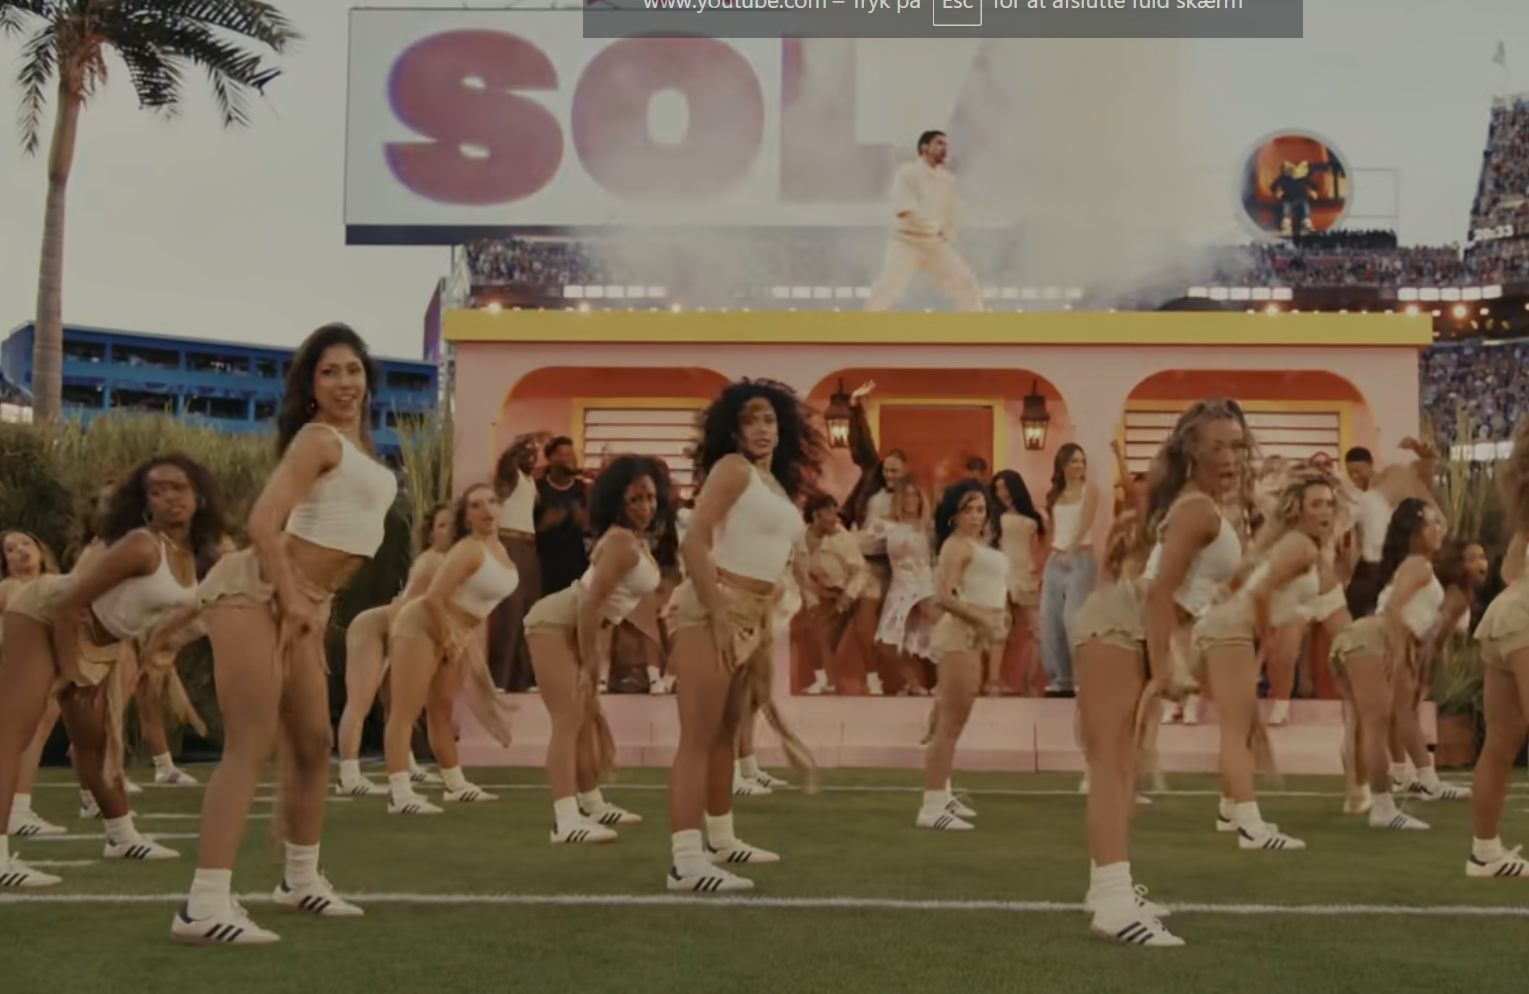 www.youtube.com – Tryk på Esc for at afslutte fuld skærm
SOL
20:33